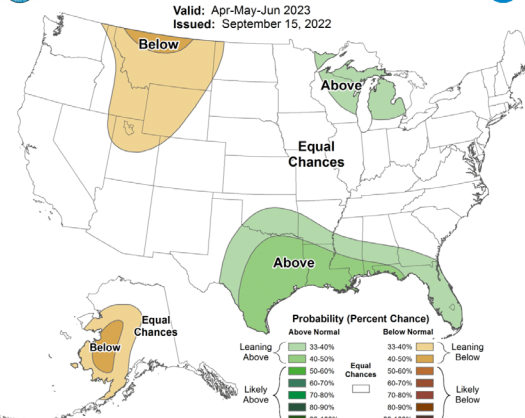 Valid: Apr-May-Jun 2023
Issued: September 15, 2022
Below
Above
Equal
Chances
Above
Equal
Chances
Below
Probability (Percent Chance)
Above Normal
Below Normal
Leaning
Above
33-40%
40-50%
Likely
Above
50-60%
60-70%
70-80%
80-90%
Equal
Chances
33-40%
40-50%
Leaning
Below
50-60%
60-70%
70-80%
80-90%
Likely
Below